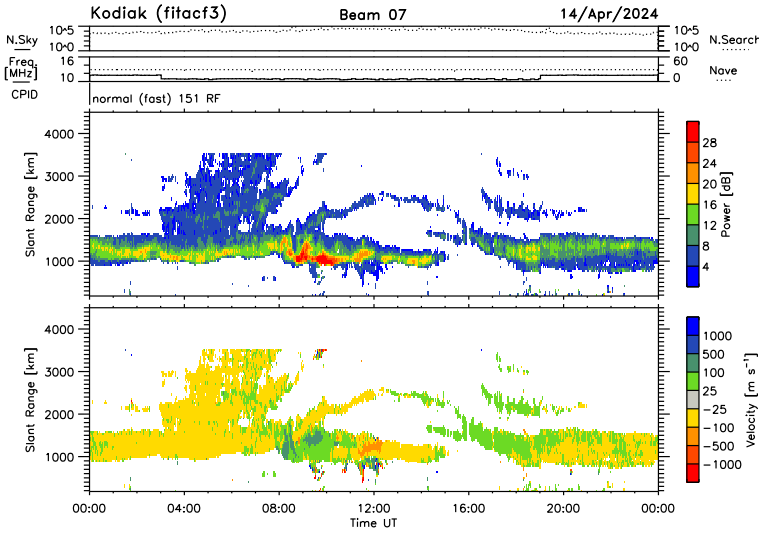 Kodiak (fitacf3) Beam 07 14/Apr/2024
N.Sky 10^5 10^0 10^5 10^0 N.Search
Freq. [MHz] 16 10 60 0 Nave
CPID normal (fast) 151 RF
Slant Range [km] 4000 3000 2000 1000
28 24 20 16 12 8 4 Power [dB]
Slant Range [km] 4000 3000 2000 1000
1000 500 100 25 −25 −100 −500 −1000 Velocity [m s⁻¹]
00:00 04:00 08:00 12:00 16:00 20:00 00:00
Time UT